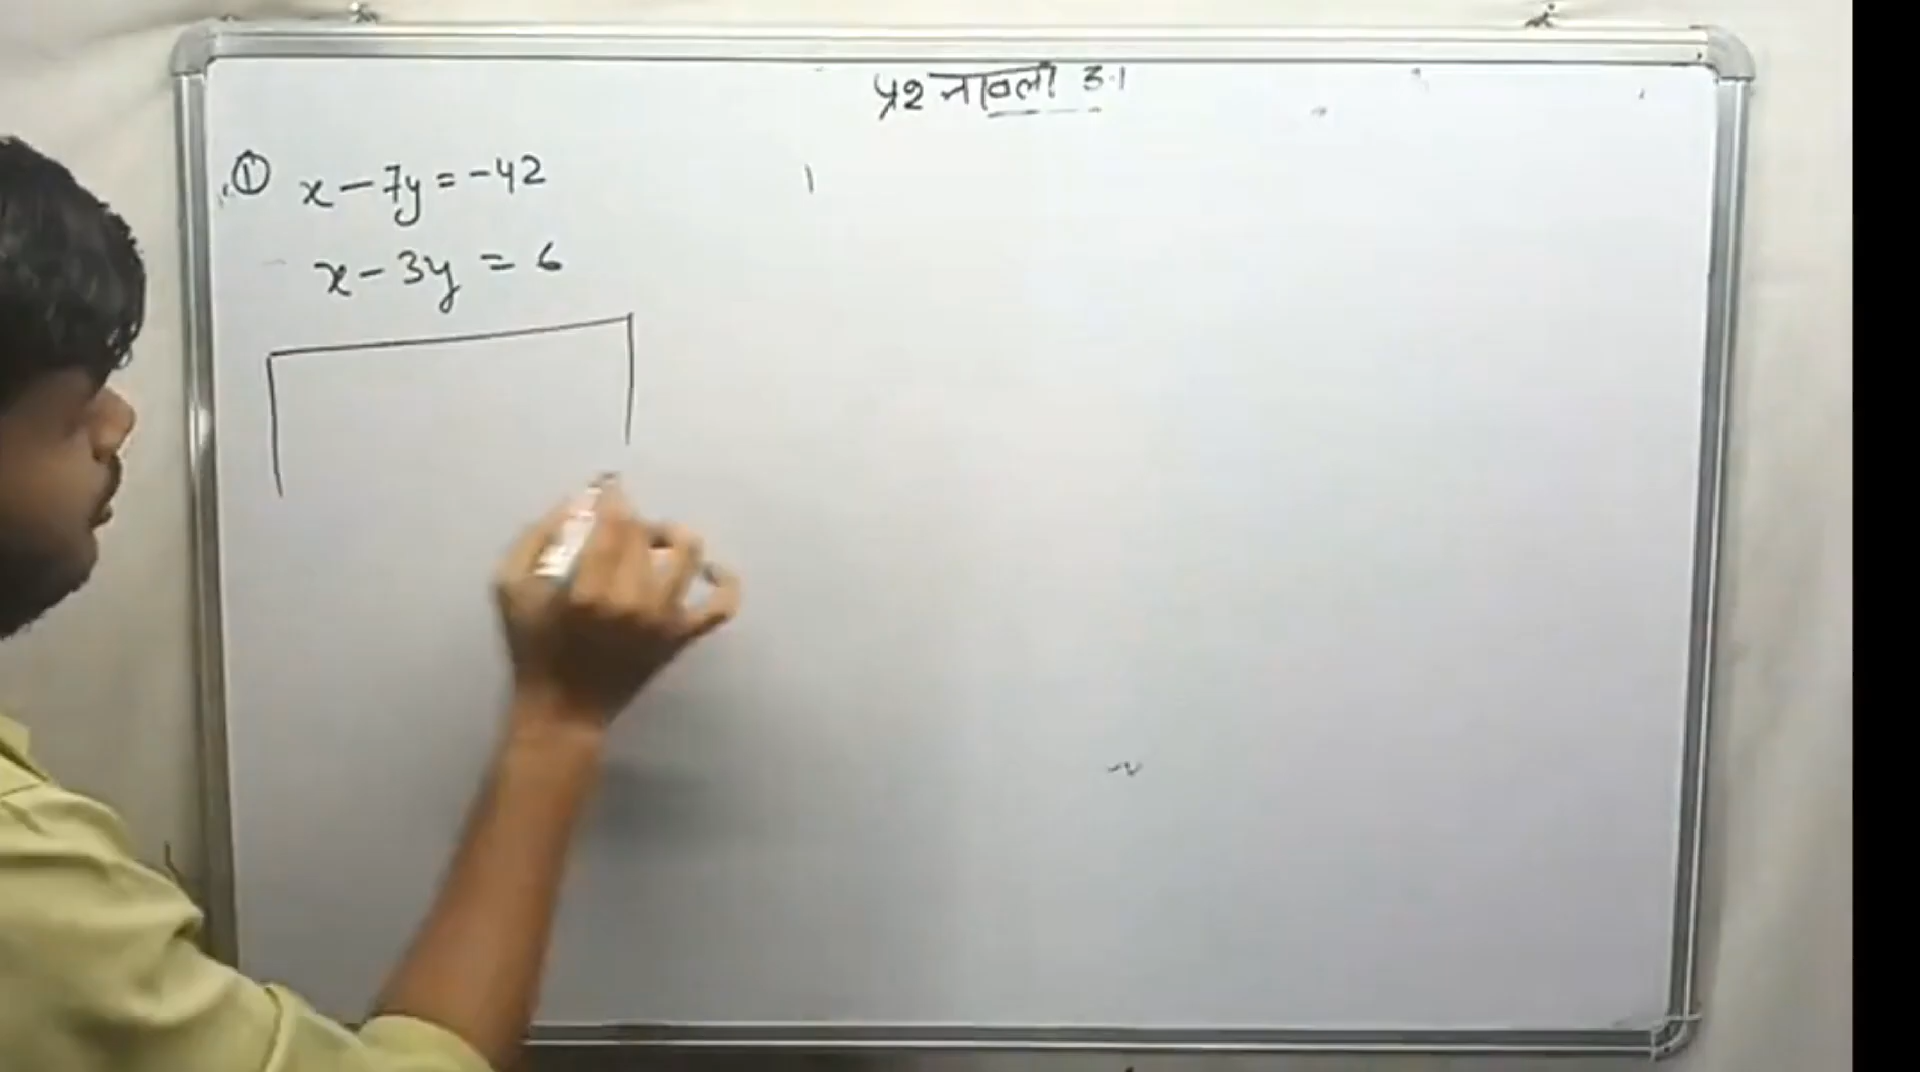 प्रश्नावली 3.1
① x - 7y = -42
x - 3y = 6